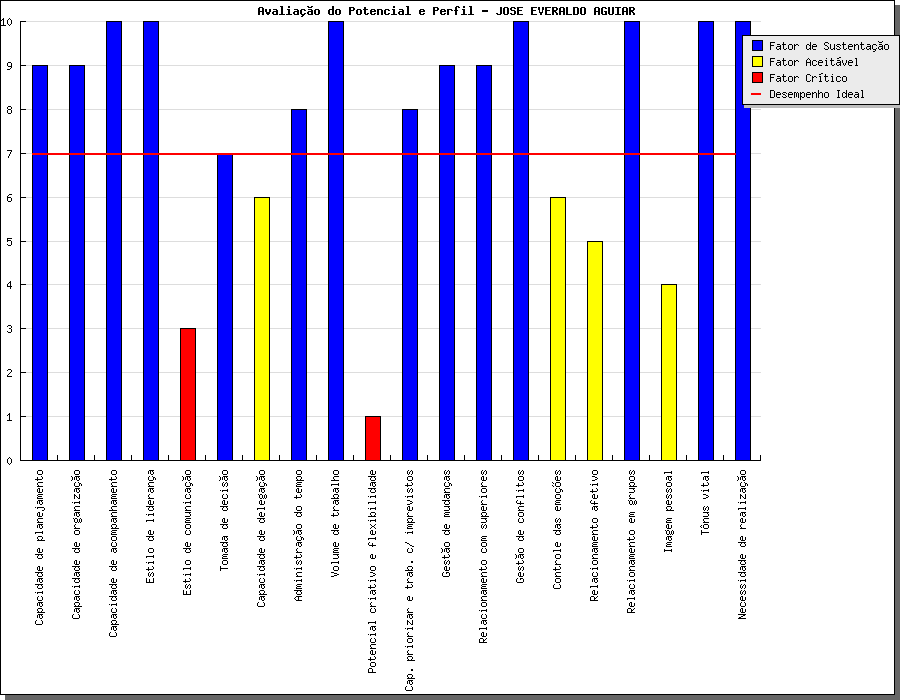 Avaliação do Potencial e Perfil - JOSE EVERALDO AGUIAR
10
9
8
7
6
5
4
3
2
1
0
Fator de Sustentação
Fator Aceitável
Fator Crítico
Desempenho Ideal
Capacidade de planejamento
Capacidade de organização
Capacidade de acompanhamento
Estilo de liderança
Estilo de comunicação
Tomada de decisão
Capacidade de delegação
Administração do tempo
Volume de trabalho
Potencial criativo e flexibilidade
Cap. priorizar e trab. c/ imprevistos
Gestão de mudanças
Relacionamento com superiores
Gestão de conflitos
Controle das emoções
Relacionamento afetivo
Relacionamento em grupos
Imagem pessoal
Tônus vital
Necessidade de realização